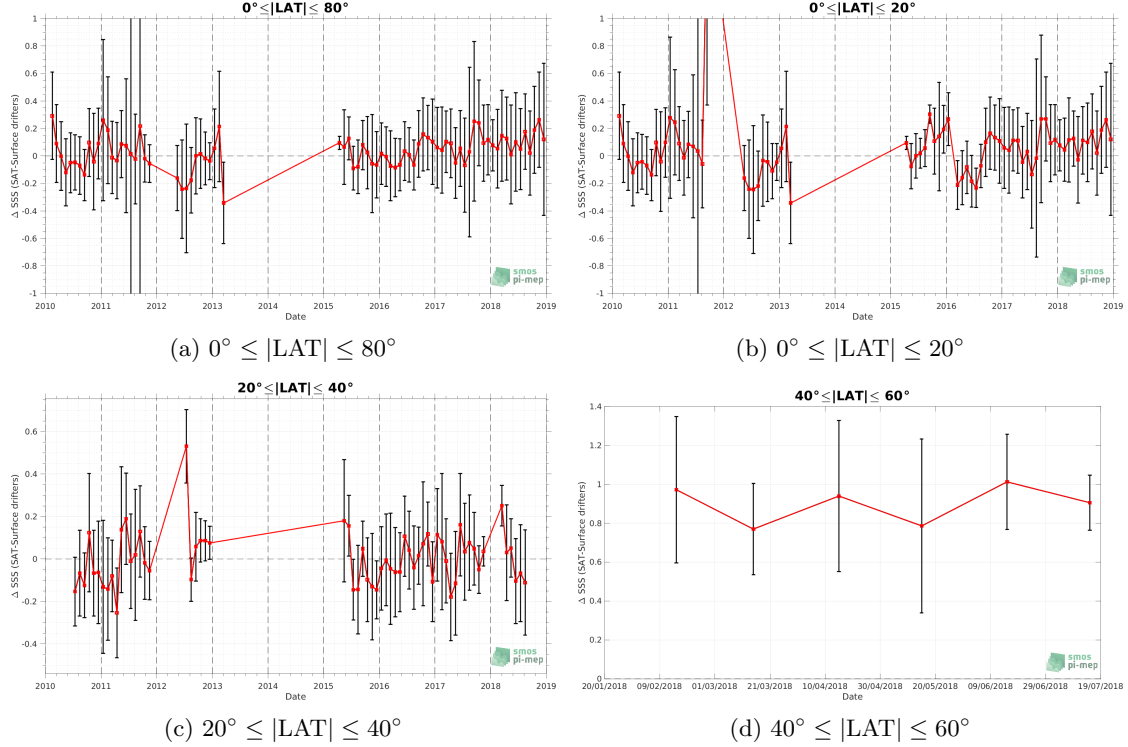 0°≤|LAT|≤ 80°
Δ SSS (SAT-Surface drifters)
1
0.8
0.6
0.4
0.2
0
-0.2
-0.4
-0.6
-0.8
-1
2010 2011 2012 2013 2014 2015 2016 2017 2018 2019
Date
smos
pi-mep
(a) 0° ≤ |LAT| ≤ 80°
0°≤|LAT|≤ 20°
Δ SSS (SAT-Surface drifters)
1
0.8
0.6
0.4
0.2
0
-0.2
-0.4
-0.6
-0.8
-1
2010 2011 2012 2013 2014 2015 2016 2017 2018 2019
Date
smos
pi-mep
(b) 0° ≤ |LAT| ≤ 20°
20°≤|LAT|≤ 40°
Δ SSS (SAT-Surface drifters)
0.6
0.4
0.2
0
-0.2
-0.4
2010 2011 2012 2013 2014 2015 2016 2017 2018 2019
Date
smos
pi-mep
(c) 20° ≤ |LAT| ≤ 40°
40°≤|LAT|≤ 60°
Δ SSS (SAT-Surface drifters)
1.4
1.2
1
0.8
0.6
0.4
0.2
0
20/01/2018 09/02/2018 01/03/2018 21/03/2018 10/04/2018 30/04/2018 20/05/2018 09/06/2018 29/06/2018 19/07/2018
Date
smos
pi-mep
(d) 40° ≤ |LAT| ≤ 60°